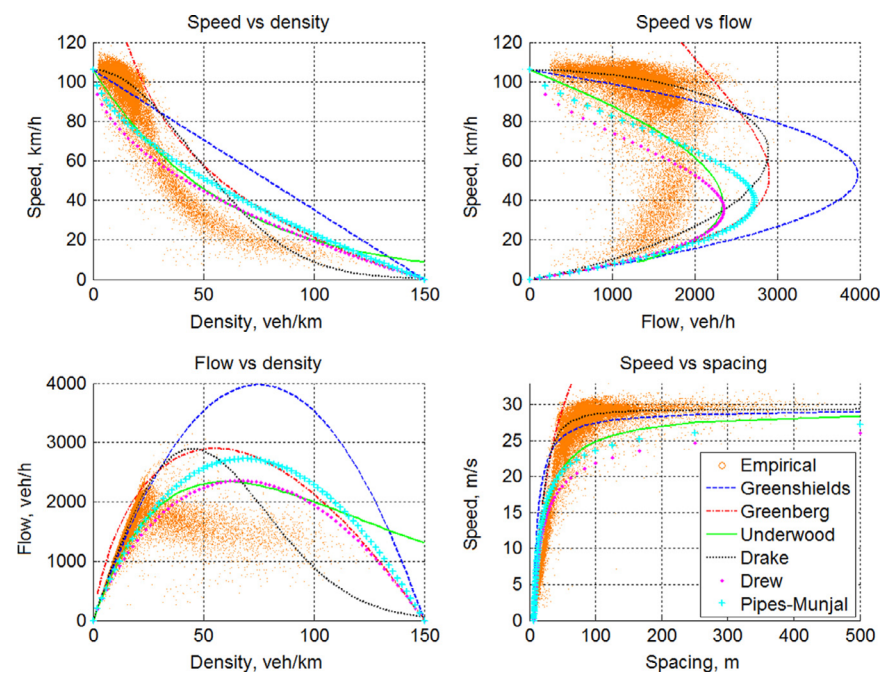 Speed vs density
120
100
80
60
40
20
0
Speed, km/h
0 50 100 150
Density, veh/km
Speed vs flow
120
100
80
60
40
20
0
Speed, km/h
0 1000 2000 3000 4000
Flow, veh/h
Flow vs density
4000
3000
2000
1000
0
Flow, veh/h
0 50 100 150
Density, veh/km
Speed vs spacing
30
25
20
15
10
5
0
Speed, m/s
0 100 200 300 400 500
Spacing, m
Empirical
Greenshields
Greenberg
Underwood
Drake
Drew
Pipes-Munjal